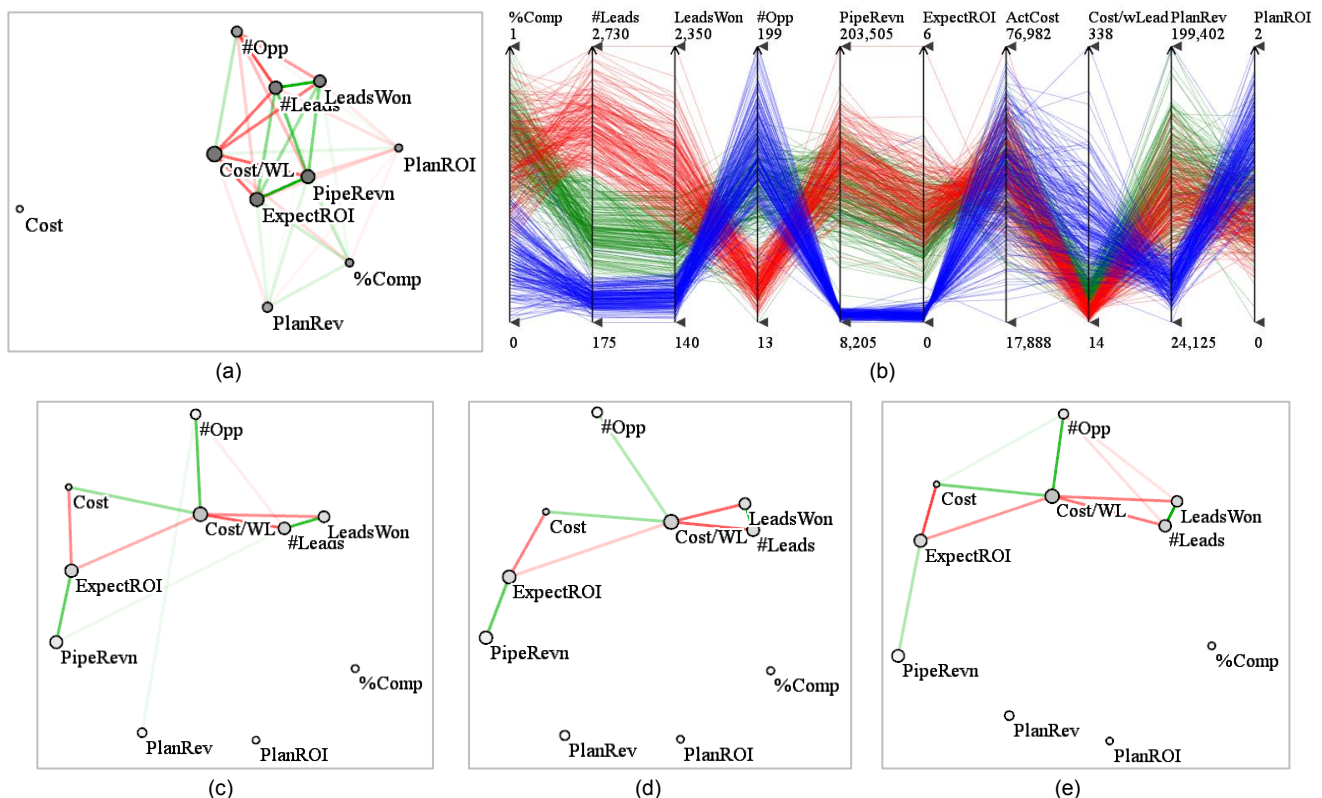 #Opp
#Leads
LeadsWon
Cost/WL
PlanROI
PipeRevn
ExpectROI
Cost
%Comp
PlanRev
(a)
%Comp #Leads LeadsWon #Opp PipeRevn ExpectROI ActCost Cost/wLead PlanRev PlanROI
1 2,730 2,350 199 203,505 6 76,982 338 199,402 2
0 175 140 13 8,205 0 17,888 14 24,125 0
(b)
#Opp
Cost
Cost/WL
LeadsWon
#Leads
ExpectROI
PipeRevn
%Comp
PlanRev
PlanROI
(c)
#Opp
Cost
LeadsWon
Cost/WL
#Leads
ExpectROI
PipeRevn
%Comp
PlanRev
PlanROI
(d)
#Opp
Cost
Cost/WL
LeadsWon
#Leads
ExpectROI
PipeRevn
%Comp
PlanRev
PlanROI
(e)